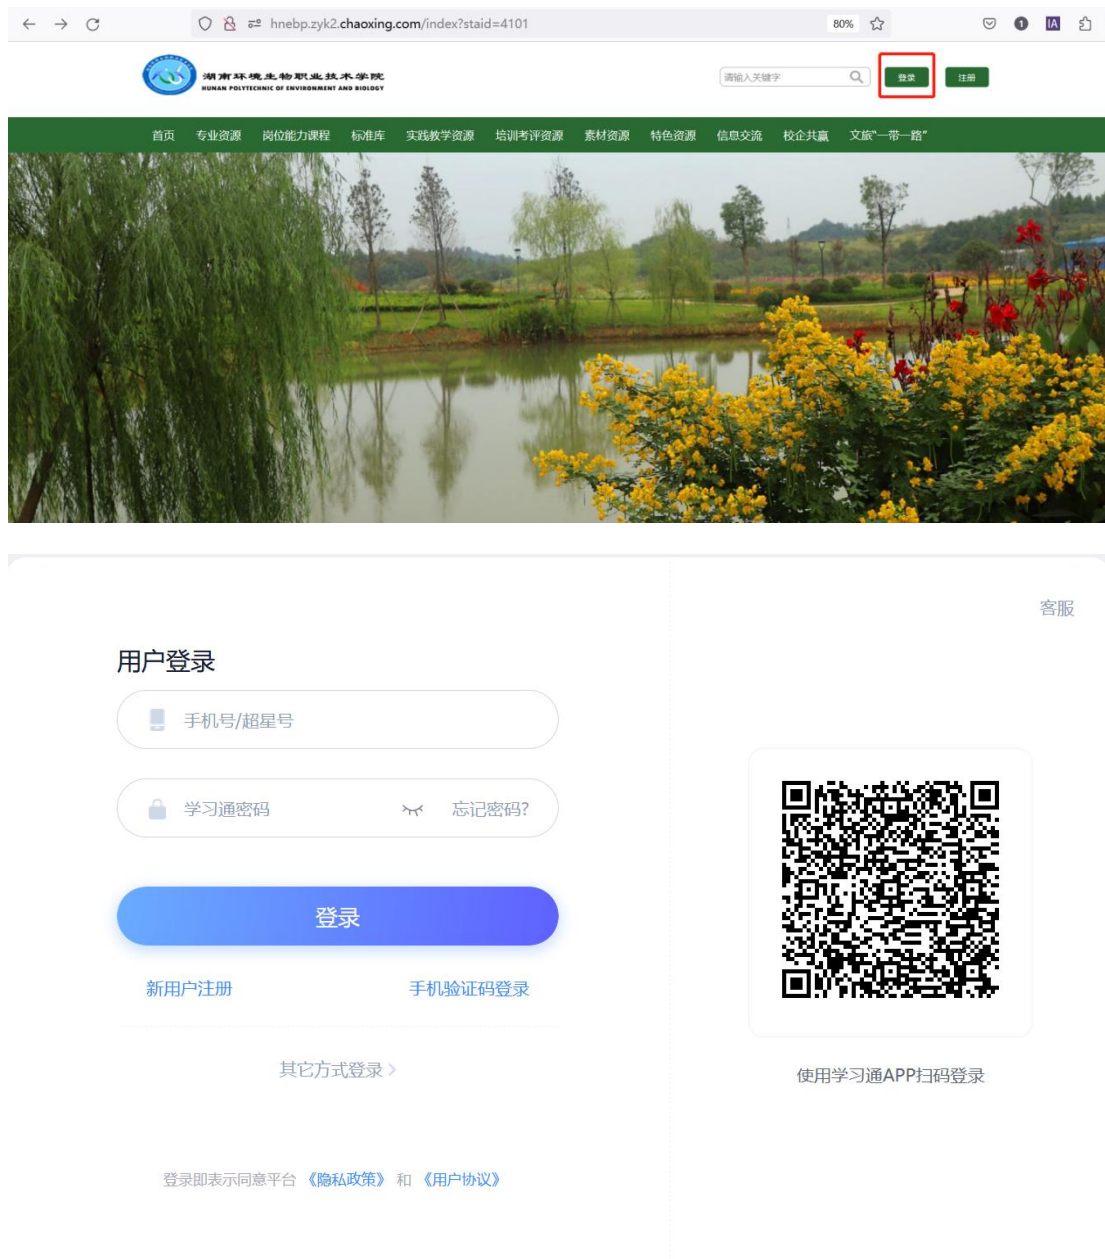 hnebp.zyk2.chaoxing.com/index?staid=4101
80%
1
IA
湖南环境生物职业技术学院
HUNAN POLYTECHNIC OF ENVIRONMENT AND BIOLOGY
请输入关键字
登录
注册
首页 专业资源 岗位能力课程 标准库 实践教学资源 培训考评资源 素材资源 特色资源 信息交流 校企共赢 文旅“一带一路”
客服
用户登录
手机号/超星号
学习通密码 忘记密码?
登录
新用户注册 手机验证码登录
其它方式登录
使用学习通APP扫码登录
登录即表示同意平台《隐私政策》和《用户协议》